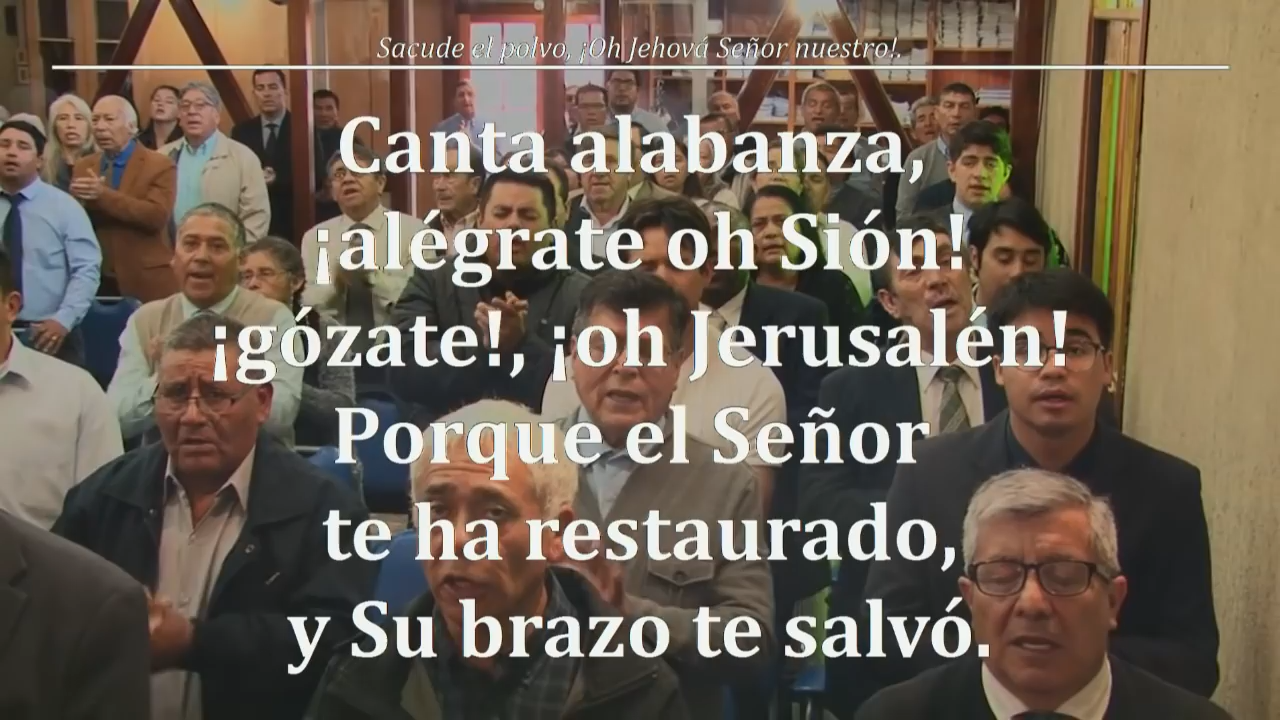 Sacude el polvo, ¡Oh Jehová Señor nuestro!.
Canta alabanza,
¡alégrate oh Sión!
¡gózate!, ¡oh Jerusalén!
Porque el Señor
te ha restaurado,
y Su brazo te salvó.